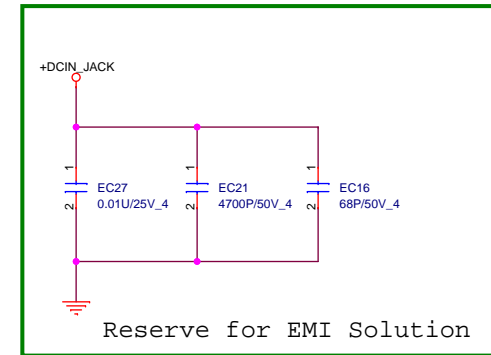 +DCIN_JACK
1
1
1
EC27
EC21
EC16
0.01U/25V_4
4700P/50V_4
68P/50V_4
2
2
2
Reserve for EMI Solution